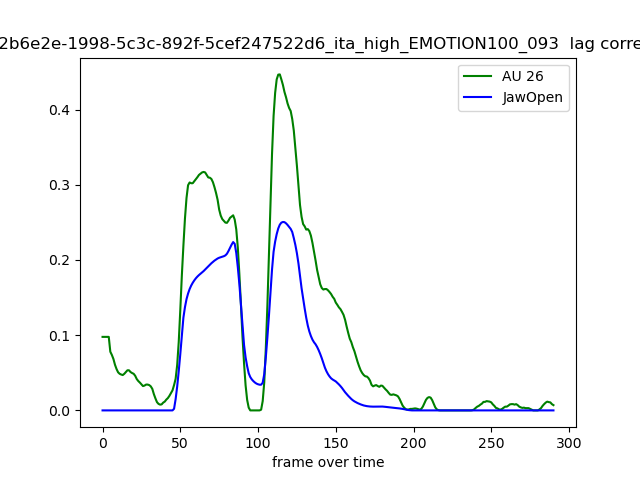 2b6e2e-1998-5c3c-892f-5cef247522d6_ita_high_EMOTION100_093 lag corre
AU 26
JawOpen
0.4
0.3
0.2
0.1
0.0
0 50 100 150 200 250 300
frame over time